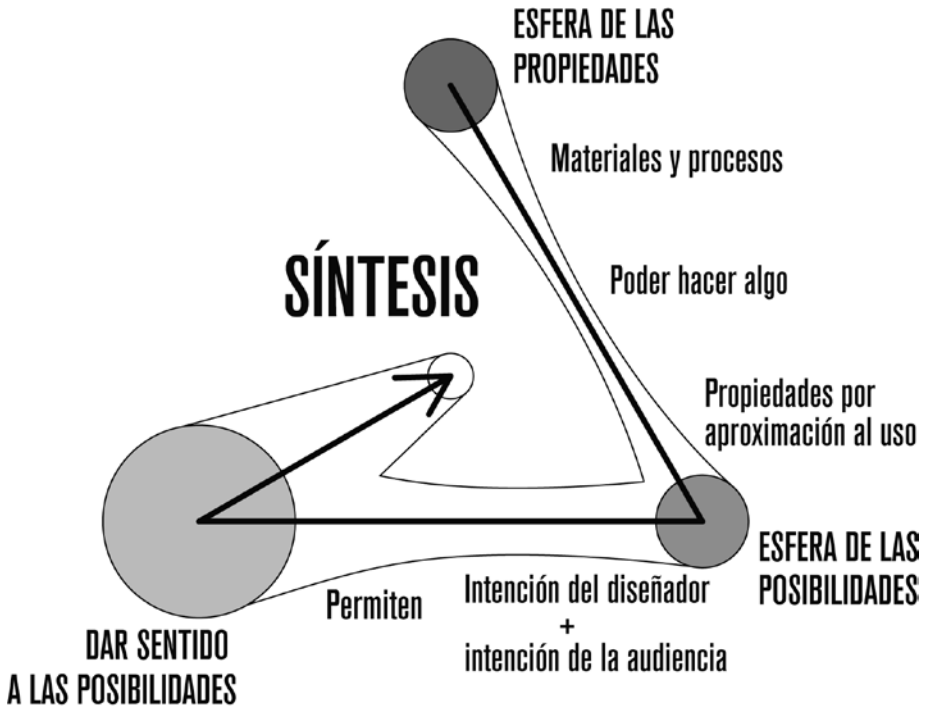 ESFERA DE LAS
PROPIEDADES
Materiales y procesos
SÍNTESIS
Poder hacer algo
Propiedades por
aproximación al uso
ESFERA DE LAS
POSIBILIDADES
Permiten
Intención del diseñador
+
intención de la audiencia
DAR SENTIDO
A LAS POSIBILIDADES